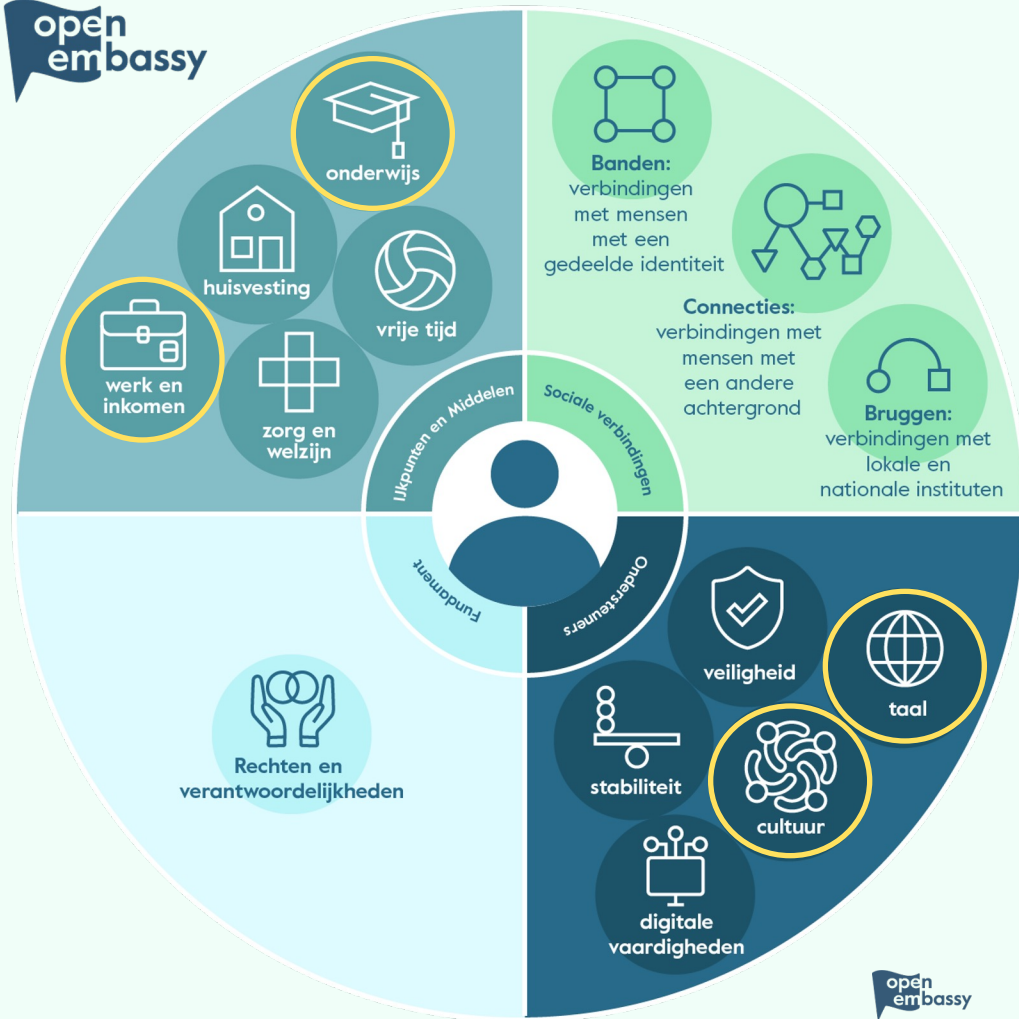 open
embassy
onderwijs
huisvesting
vrije tijd
werk en
inkomen
zorg en
welzijn
IJkpunten en Middelen
Banden:
verbindingen
met mensen
met een
gedeelde identiteit
Connecties:
verbindingen met
mensen met
een andere
achtergrond
Bruggen:
verbindingen met
lokale en
nationale instituten
Sociale verbindingen
Fundament
Rechten en
verantwoordelijkheden
Ondersteuners
veiligheid
taal
stabiliteit
cultuur
digitale
vaardigheden
open
embassy